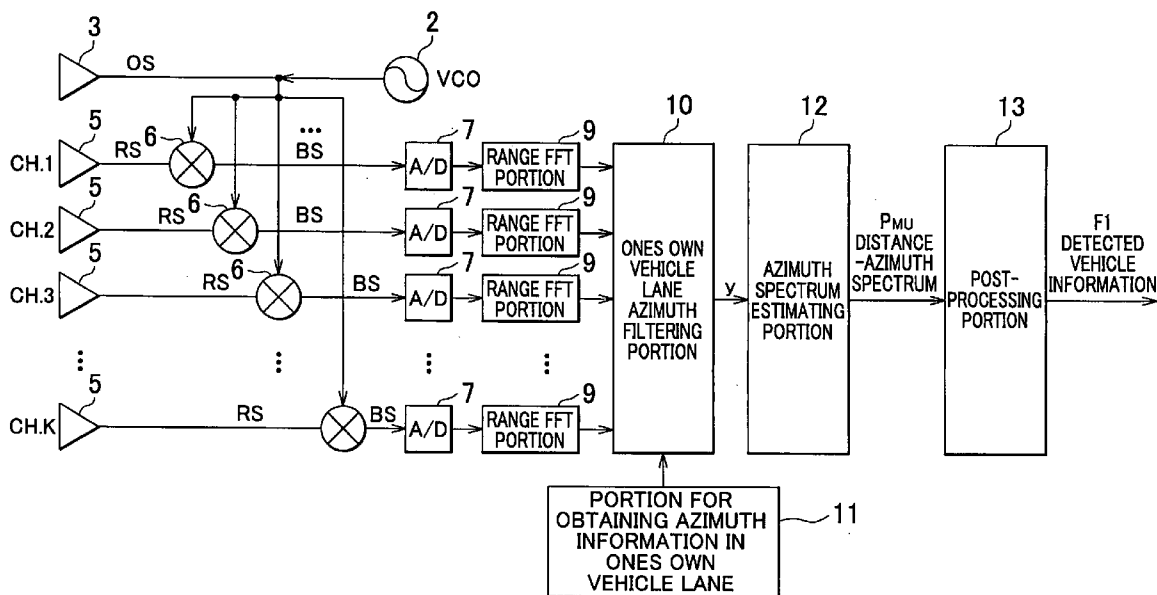 3
OS
2
VCO
5
CH.1
RS
6
...
BS
7
A/D
9
RANGE FFT
PORTION
5
CH.2
RS
6
BS
7
A/D
9
RANGE FFT
PORTION
5
CH.3
RS
6
BS
7
A/D
9
RANGE FFT
PORTION
5
CH.K
RS
BS
7
A/D
9
RANGE FFT
PORTION
10
ONES OWN
VEHICLE
LANE
AZIMUTH
FILTERING
PORTION
y
12
AZIMUTH
SPECTRUM
ESTIMATING
PORTION
PMU
DISTANCE
-AZIMUTH
SPECTRUM
13
POST-
PROCESSING
PORTION
F1
DETECTED
VEHICLE
INFORMATION
PORTION FOR
OBTAINING AZIMUTH
INFORMATION IN
ONES OWN
VEHICLE LANE
11